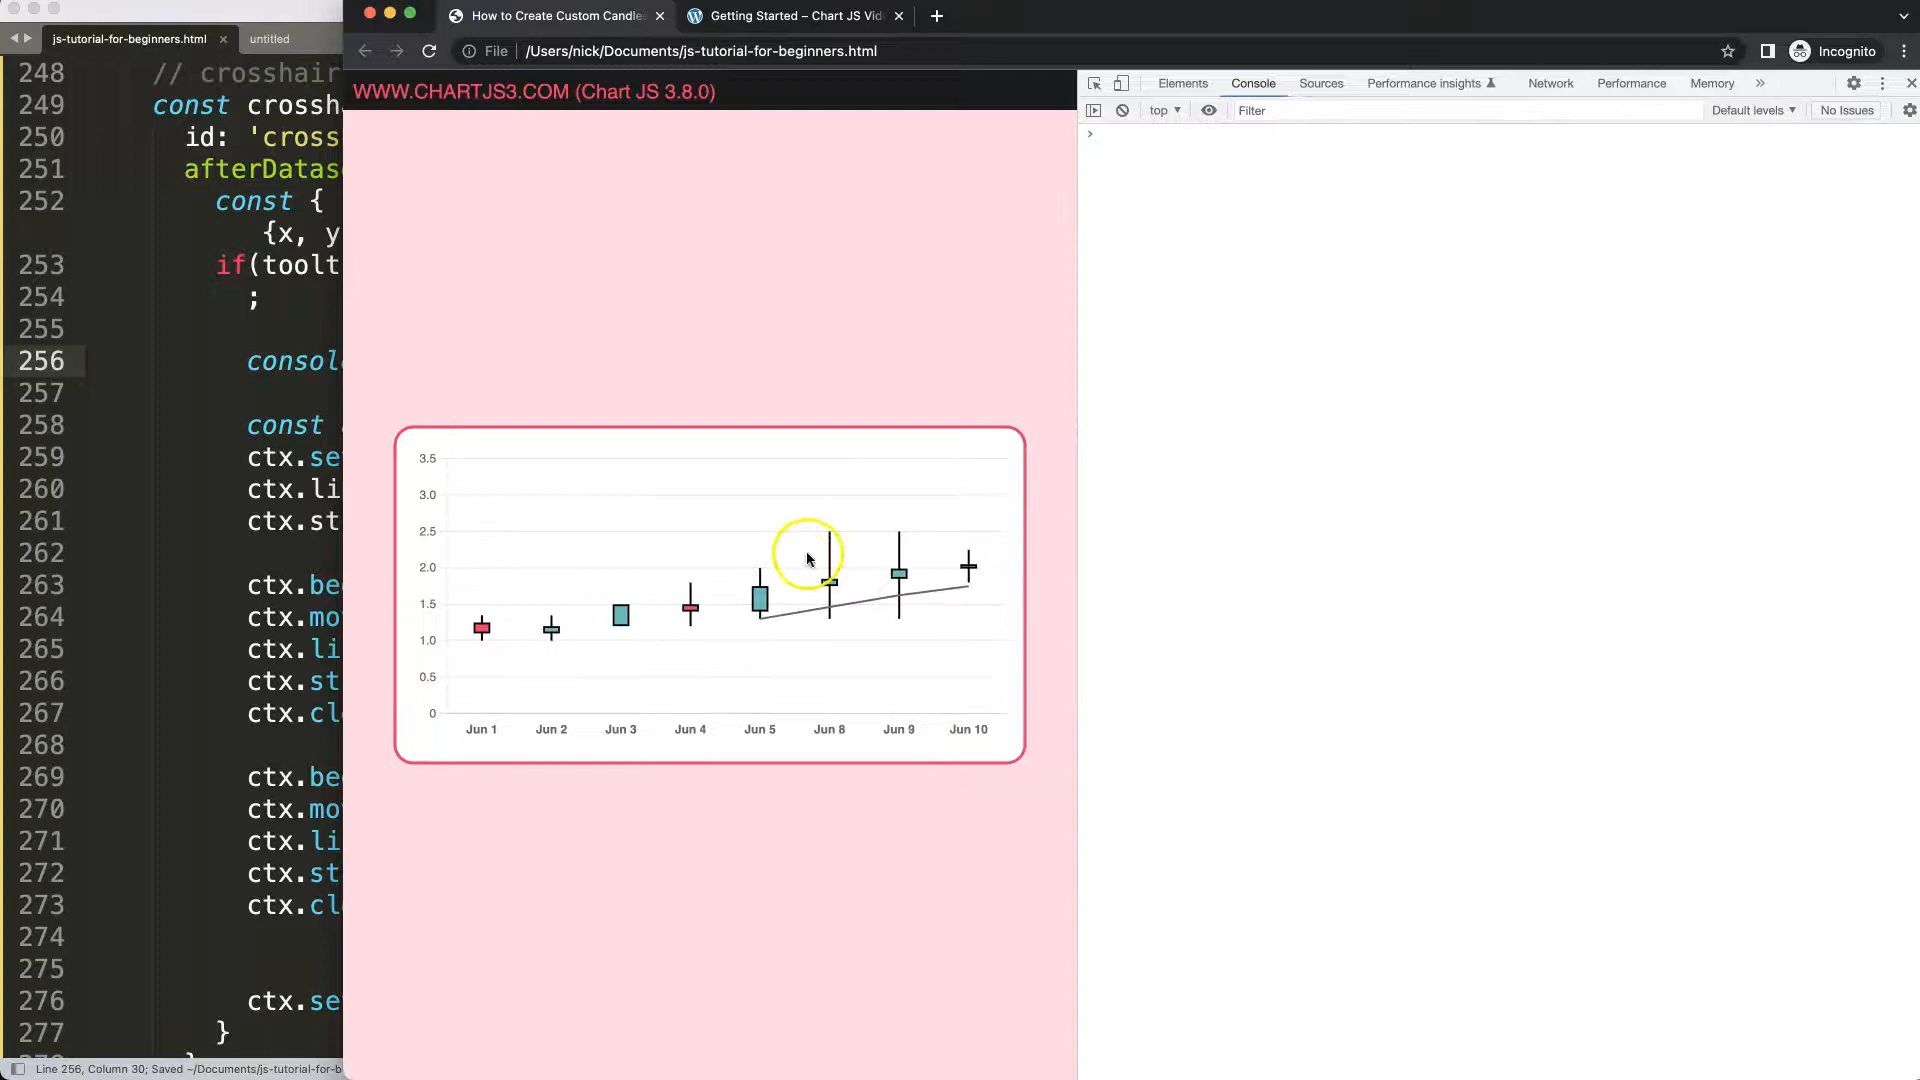 js-tutorial-for-beginners.html
untitled
248 // crosshair
249 const crossh
250 id: 'cross
251 afterDatas
252 const {
{x, y
253 if(toolt
254 ;
255
256 consol
257
258 const
259 ctx.se
260 ctx.li
261 ctx.st
262
263 ctx.be
264 ctx.mo
265 ctx.li
266 ctx.st
267 ctx.cl
268
269 ctx.be
270 ctx.mo
271 ctx.li
272 ctx.st
273 ctx.cl
274
275
276 ctx.se
277 }
Line 256, Column 30; Saved ~/Documents/js-tutorial-for-b
How to Create Custom Candle
Getting Started – Chart JS Vid
File /Users/nick/Documents/js-tutorial-for-beginners.html
Incognito
WWW.CHARTJS3.COM (Chart JS 3.8.0)
3.5
3.0
2.5
2.0
1.5
1.0
0.5
0
Jun 1 Jun 2 Jun 3 Jun 4 Jun 5 Jun 8 Jun 9 Jun 10
Elements Console Sources Performance insights Network Performance Memory
top Filter Default levels No Issues